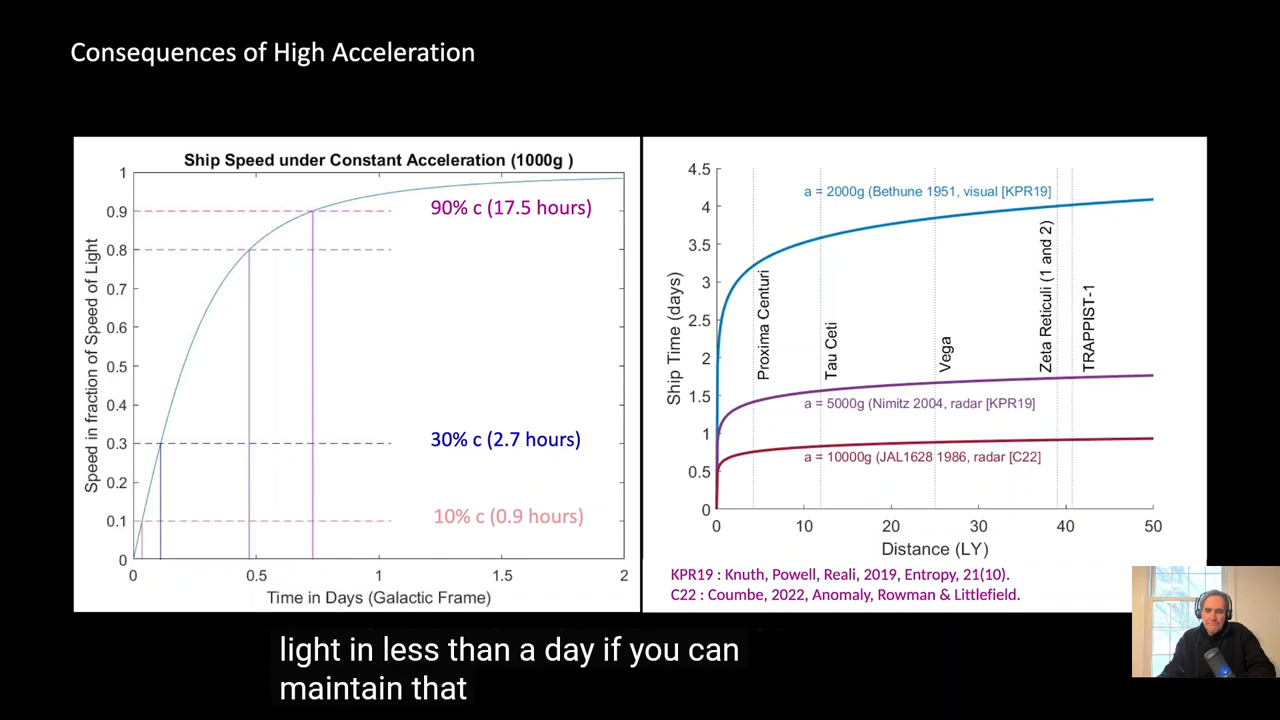 Consequences of High Acceleration
Ship Speed under Constant Acceleration (1000g )
1
0.9
0.8
0.7
0.6
0.5
0.4
0.3
0.2
0.1
0
Speed in fraction of Speed of Light
90% c (17.5 hours)
30% c (2.7 hours)
10% c (0.9 hours)
0
0.5
1
1.5
2
Time in Days (Galactic Frame)
4.5
4
3.5
3
2.5
2
1.5
1
0.5
0
Ship Time (days)
a = 2000g (Bethune 1951, visual [KPR19]
Proxima Centuri
Tau Ceti
Vega
Zeta Reticuli (1 and 2)
TRAPPIST-1
a = 5000g (Nimitz 2004, radar [KPR19]
a = 10000g (JAL1628 1986, radar [C22]
0
10
20
30
40
50
Distance (LY)
KPR19 : Knuth, Powell, Reali, 2019, Entropy, 21(10).
C22 : Coumbe, 2022, Anomaly, Rowman & Littlefield.
light in less than a day if you can
maintain that